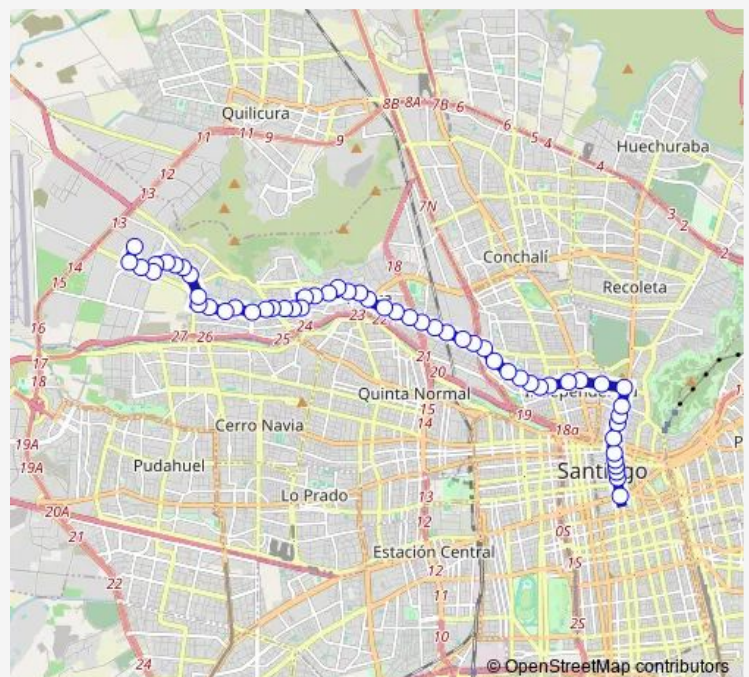 Quilicura
11
11
9
9
8B
8A
7B
6
6
5
4
4
Huechuraba
12
13
13
3
2
2
7N
Conchalí
18
Recoleta
14
15
16
17
18
27
26
25
24
23
22
21
20
19
18a
Quinta Normal
15
14
Cerro Navia
19A
19A
Pudahuel
Santiago
Lo Prado
20A
13
12
21
Estación Central
0S
1S
12
11
10
22
2S
24
© OpenStreetMap contributors